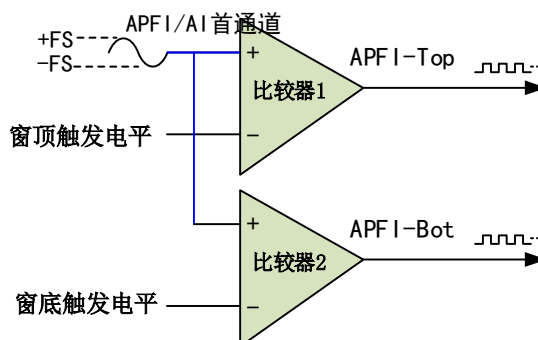 APFI/AI首通道
+FS
-FS
+
比较器1
-
APFI-Top
窗顶触发电平
+
比较器2
-
APFI-Bot
窗底触发电平